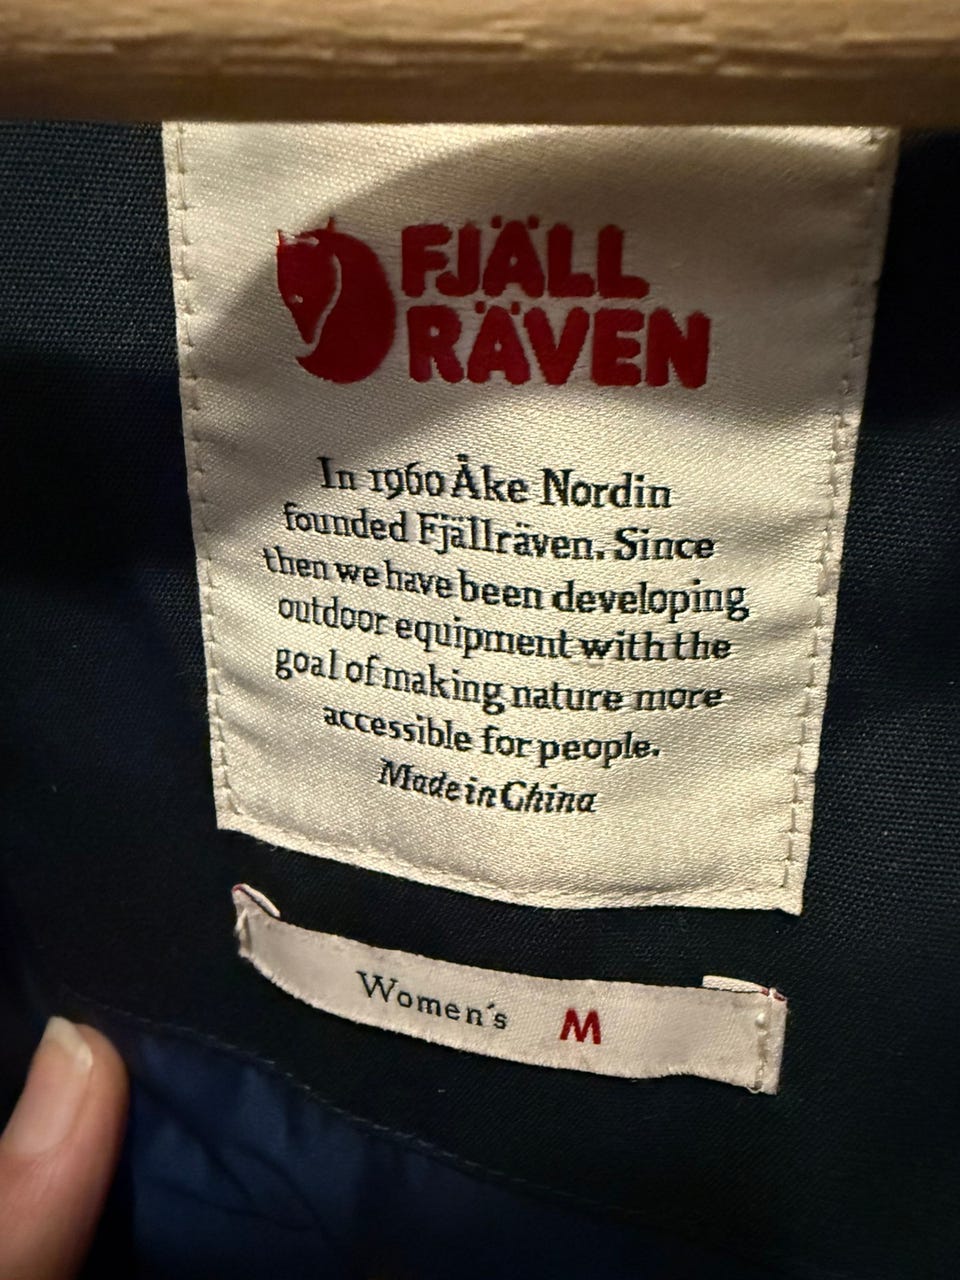 FJÄLL
RÄVEN
In 1960 Åke Nordin
founded Fjällräven. Since
then we have been developing
outdoor equipment with the
goal of making nature more
accessible for people.
Made in China
Women's M